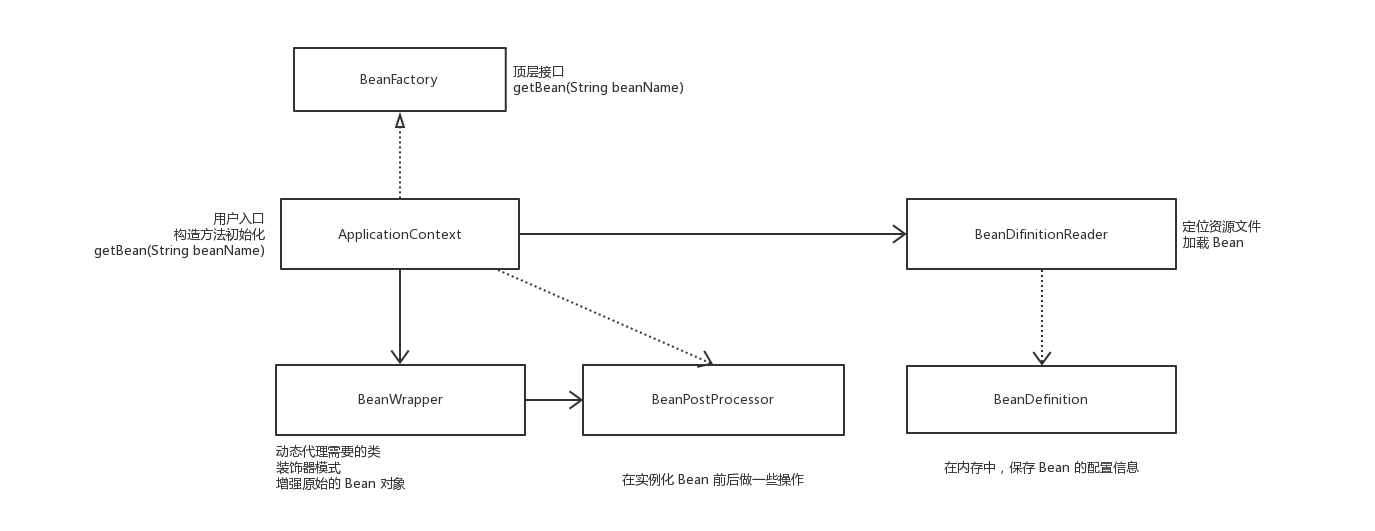 BeanFactory
顶层接口
getBean(String beanName)
用户入口
构造方法初始化
getBean(String beanName)
ApplicationContext
BeanDifinitionReader
定位资源文件
加载 Bean
BeanWrapper
BeanPostProcessor
BeanDefinition
动态代理需要的类
装饰器模式
增强原始的 Bean 对象
在实例化 Bean 前后做一些操作
在内存中，保存 Bean 的配置信息